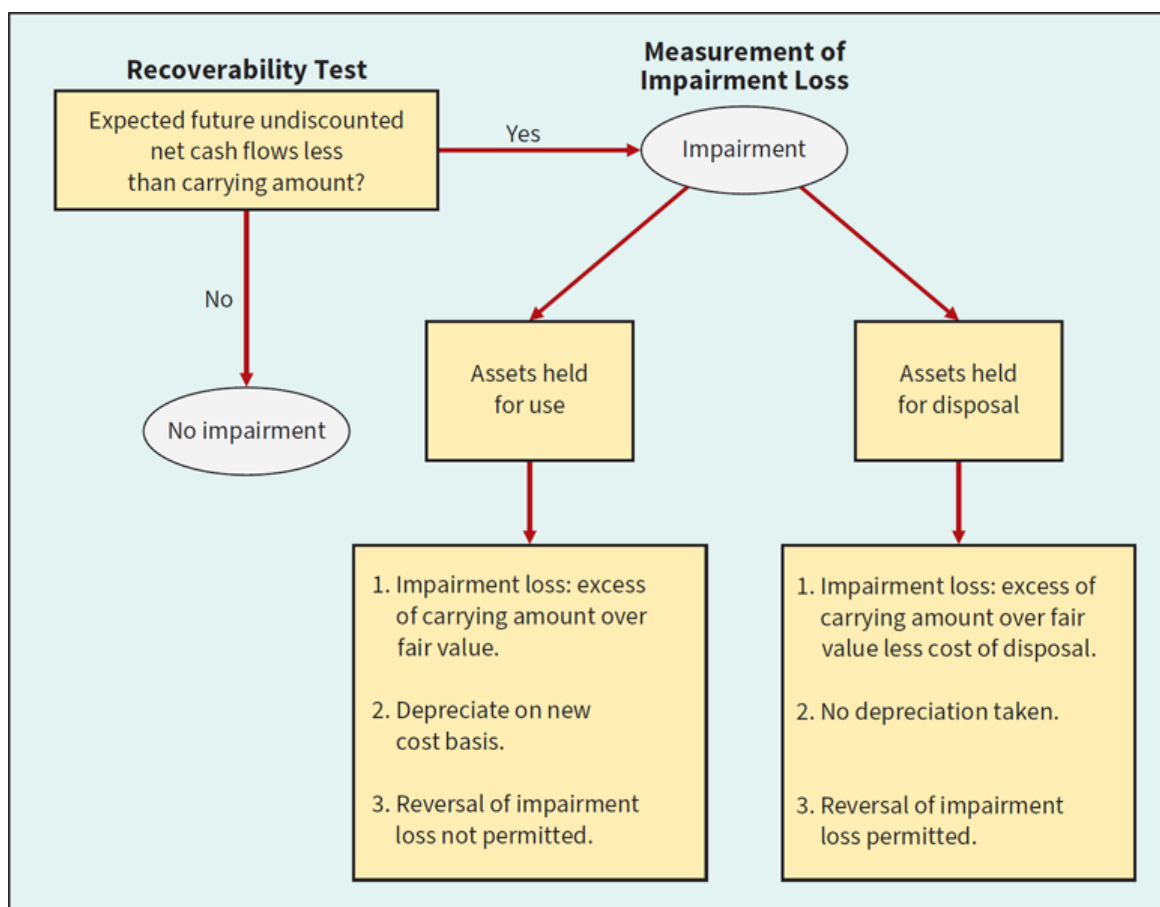 Recoverability Test
Expected future undiscounted
net cash flows less
than carrying amount?
Yes
No
No impairment
Measurement of
Impairment Loss
Impairment
Assets held
for use
1. Impairment loss: excess
of carrying amount over
fair value.
2. Depreciate on new
cost basis.
3. Reversal of impairment
loss not permitted.
Assets held
for disposal
1. Impairment loss: excess of
carrying amount over fair
value less cost of disposal.
2. No depreciation taken.
3. Reversal of impairment
loss permitted.